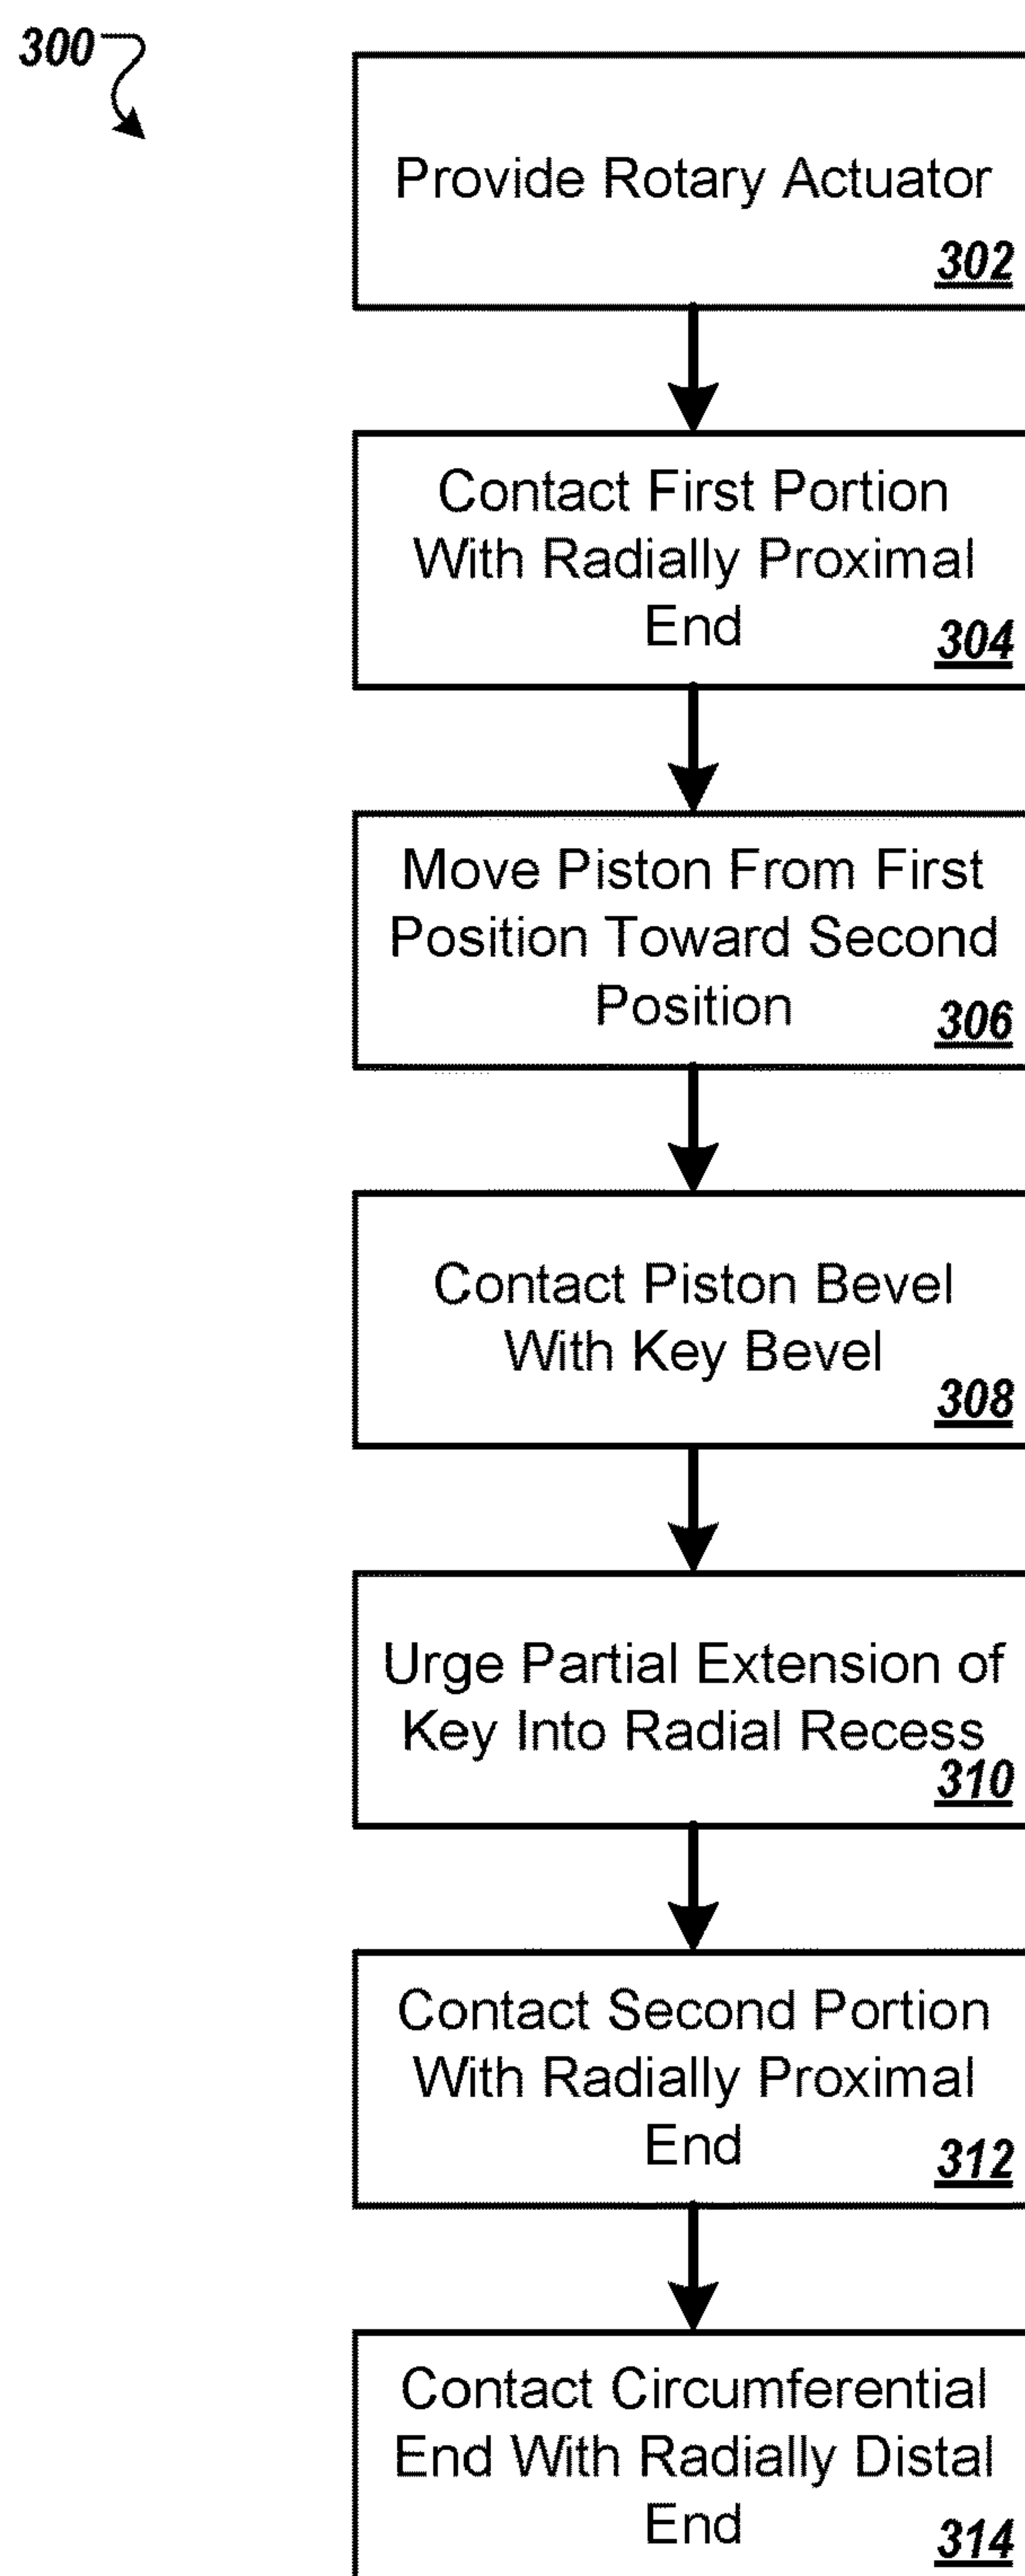 300
Provide Rotary Actuator
302
Contact First Portion
With Radially Proximal
End
304
Move Piston From First
Position Toward Second
Position
306
Contact Piston Bevel
With Key Bevel
308
Urge Partial Extension of
Key Into Radial Recess
310
Contact Second Portion
With Radially Proximal
End
312
Contact Circumferential
End With Radially Distal
End
314